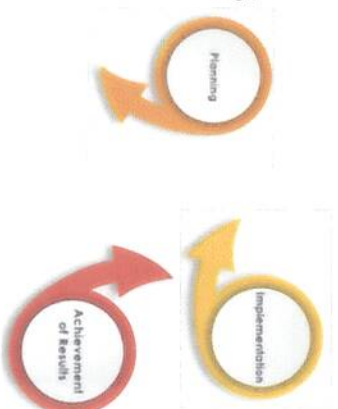 Planning
Implementation
Achievement
of Results